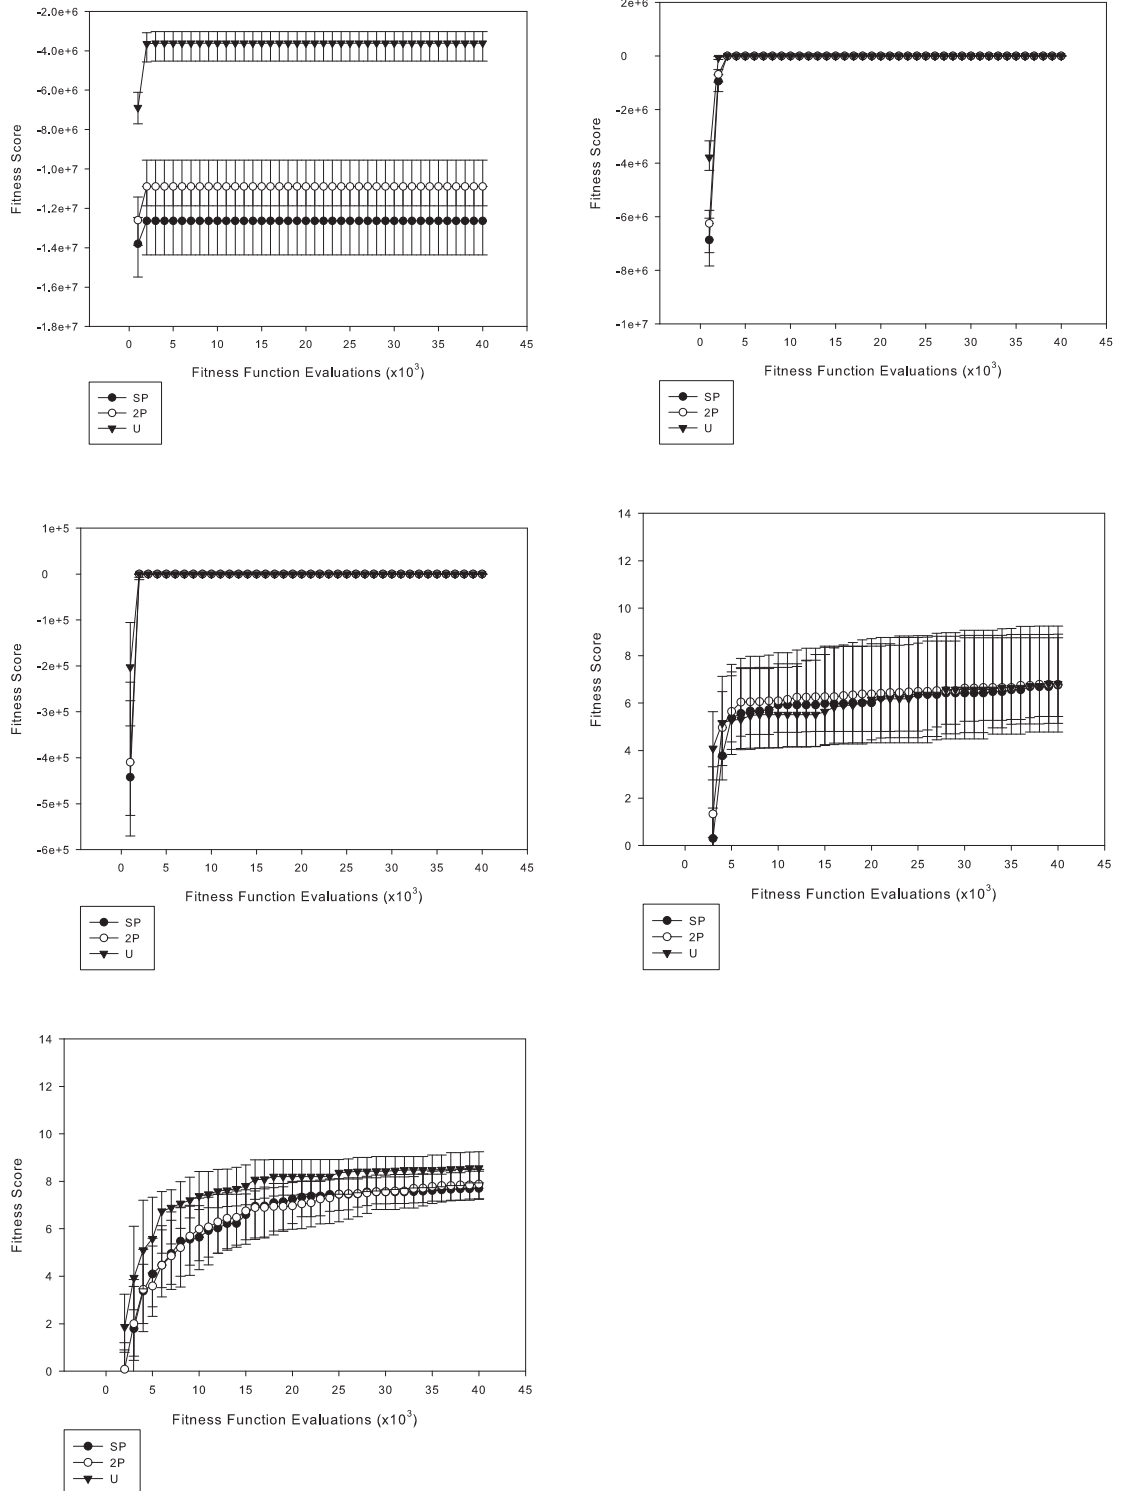 -2.0e+6
-4.0e+6
-6.0e+6
-8.0e+6
-1.0e+7
-1.2e+7
-1.4e+7
-1.6e+7
-1.8e+7
Fitness Score
0 5 10 15 20 25 30 35 40 45
Fitness Function Evaluations (x10³)
SP
2P
U
2e+6
0
-2e+6
-4e+6
-6e+6
-8e+6
-1e+7
Fitness Score
0 5 10 15 20 25 30 35 40 45
Fitness Function Evaluations (x10³)
SP
2P
U
1e+5
0
-1e+5
-2e+5
-3e+5
-4e+5
-5e+5
-6e+5
Fitness Score
0 5 10 15 20 25 30 35 40 45
Fitness Function Evaluations (x10³)
SP
2P
U
14
12
10
8
6
4
2
0
Fitness Score
0 5 10 15 20 25 30 35 40 45
Fitness Function Evaluations (x10³)
SP
2P
U
14
12
10
8
6
4
2
0
Fitness Score
0 5 10 15 20 25 30 35 40 45
Fitness Function Evaluations (x10³)
SP
2P
U